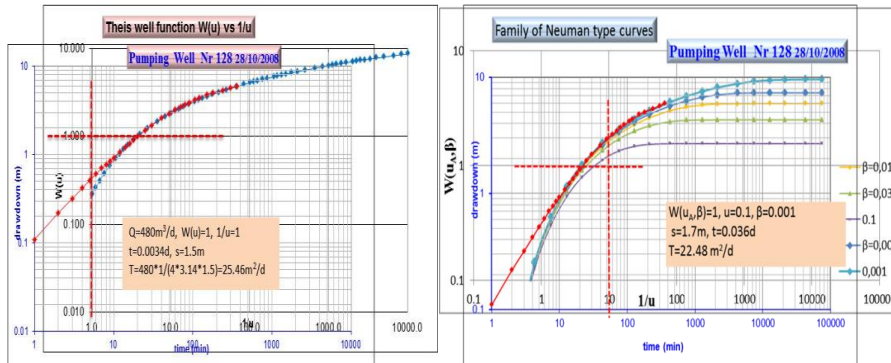 Theis well function W(u) vs 1/u
Pumping Well Nr 128 28/10/2008
10.000
1.000
0.100
0.010
W(u)
10
1
0.1
0.01
drawdown (m)
Q=480m³/d, W(u)=1, 1/u=1
t=0.0034d, s=1.5m
T=480*1/(4*3.14*1.5)=25.46m²/d
1.0 10.0 100.0 1000.0 10000.0
1/u
1 10 100 1000 10000
time (min)
Family of Neuman type curves
Pumping Well Nr 128 28/10/2008
10
1
0.1
W(uA,β)
10
1
0.1
drawdown (m)
W(uA,β)=1, u=0.1, β=0.001
s=1.7m, t=0.036d
T=22.48 m²/d
β=0,01
β=0,03
0.1
β=0,00
0,001
0.1 1 10 100 1000 10000 100000
1/u
1 10 100 1000 10000 100000
time (min)